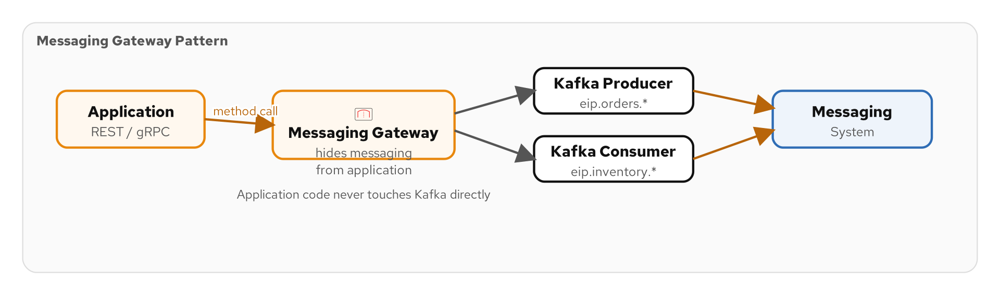 Messaging Gateway Pattern
Application
REST / gRPC
method call
Messaging Gateway
hides messaging
from application
Application code never touches Kafka directly
Kafka Producer
eip.orders.*
Kafka Consumer
eip.inventory.*
Messaging
System